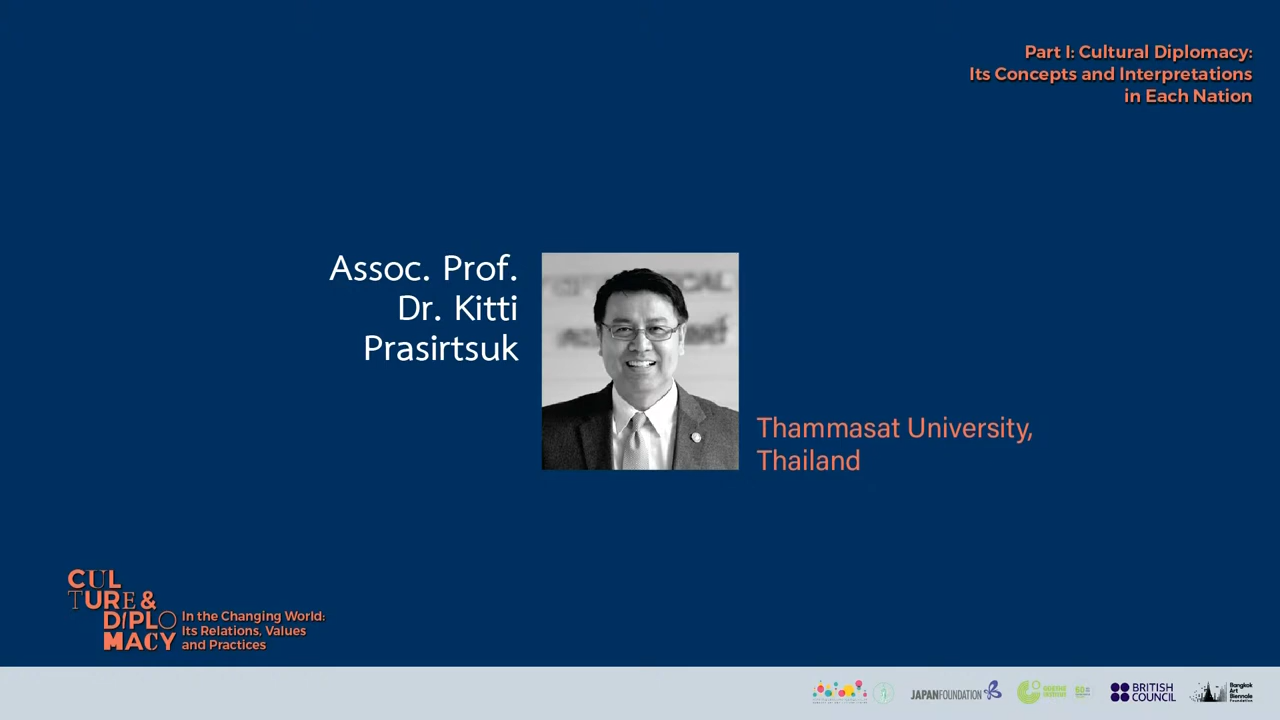 Part I: Cultural Diplomacy:
Its Concepts and Interpretations
in Each Nation
Assoc. Prof.
Dr. Kitti
Prasirtsuk
Thammasat University,
Thailand
CUL
TURE &
DIPLO
MACY
In the Changing World:
Its Relations, Values
and Practices
JAPANFOUNDATION
BRITISH
COUNCIL
Bangkok
Art
Biennale
Foundation